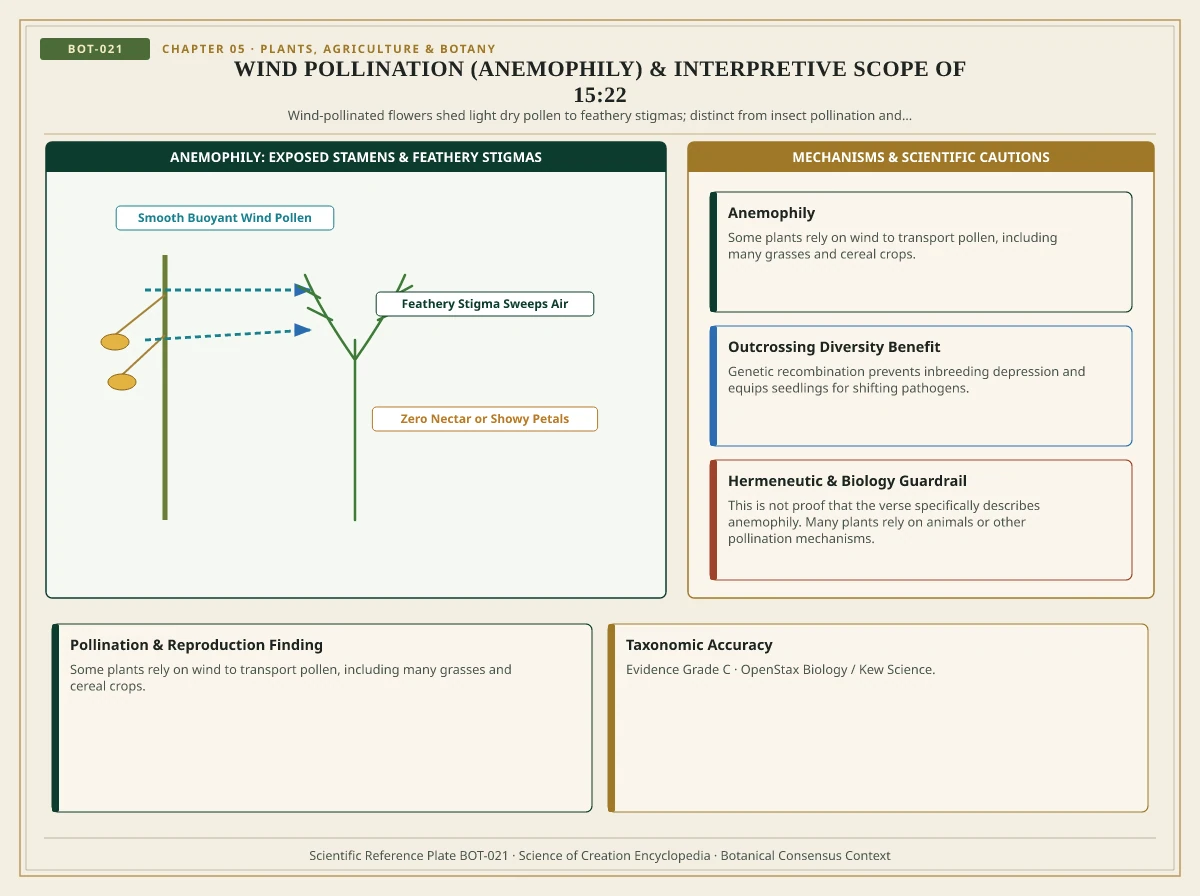 BOT-021
CHAPTER 05 · PLANTS, AGRICULTURE & BOTANY
WIND POLLINATION (ANEMOPHILY) & INTERPRETIVE SCOPE OF
15:22
Wind-pollinated flowers shed light dry pollen to feathery stigmas; distinct from insect pollination and...
ANEMOPHILY: EXPOSED STAMENS & FEATHERY STIGMAS
Smooth Buoyant Wind Pollen
Feathery Stigma Sweeps Air
Zero Nectar or Showy Petals
MECHANISMS & SCIENTIFIC CAUTIONS
Anemophily
Some plants rely on wind to transport pollen, including
many grasses and cereal crops.
Outcrossing Diversity Benefit
Genetic recombination prevents inbreeding depression and
equips seedlings for shifting pathogens.
Hermeneutic & Biology Guardrail
This is not proof that the verse specifically describes
anemophily. Many plants rely on animals or other
pollination mechanisms.
Pollination & Reproduction Finding
Some plants rely on wind to transport pollen, including many grasses and
cereal crops.
Taxonomic Accuracy
Evidence Grade C · OpenStax Biology / Kew Science.
Scientific Reference Plate BOT-021 · Science of Creation Encyclopedia · Botanical Consensus Context